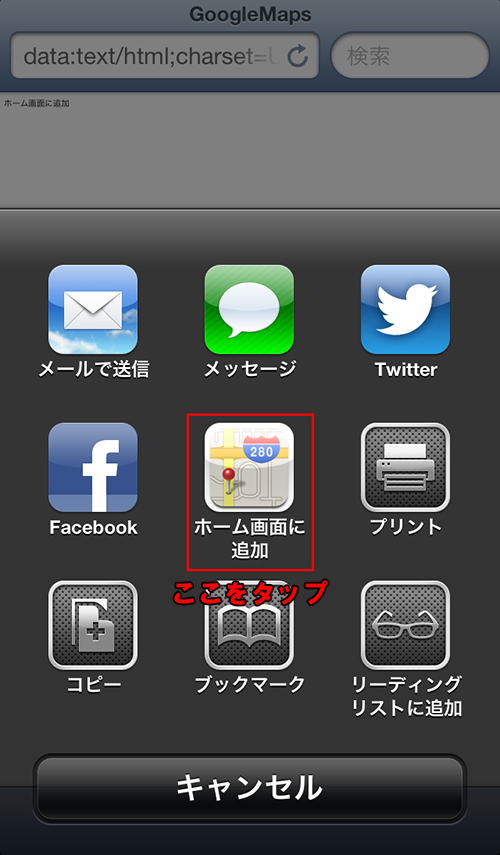 GoogleMaps
data:text/html;charset=U
検索
ホーム画面に追加
メールで送信
メッセージ
Twitter
Facebook
280
ホーム画面に
追加
プリント
ここをタップ
コピー
ブックマーク
リーディング
リストに追加
キャンセル